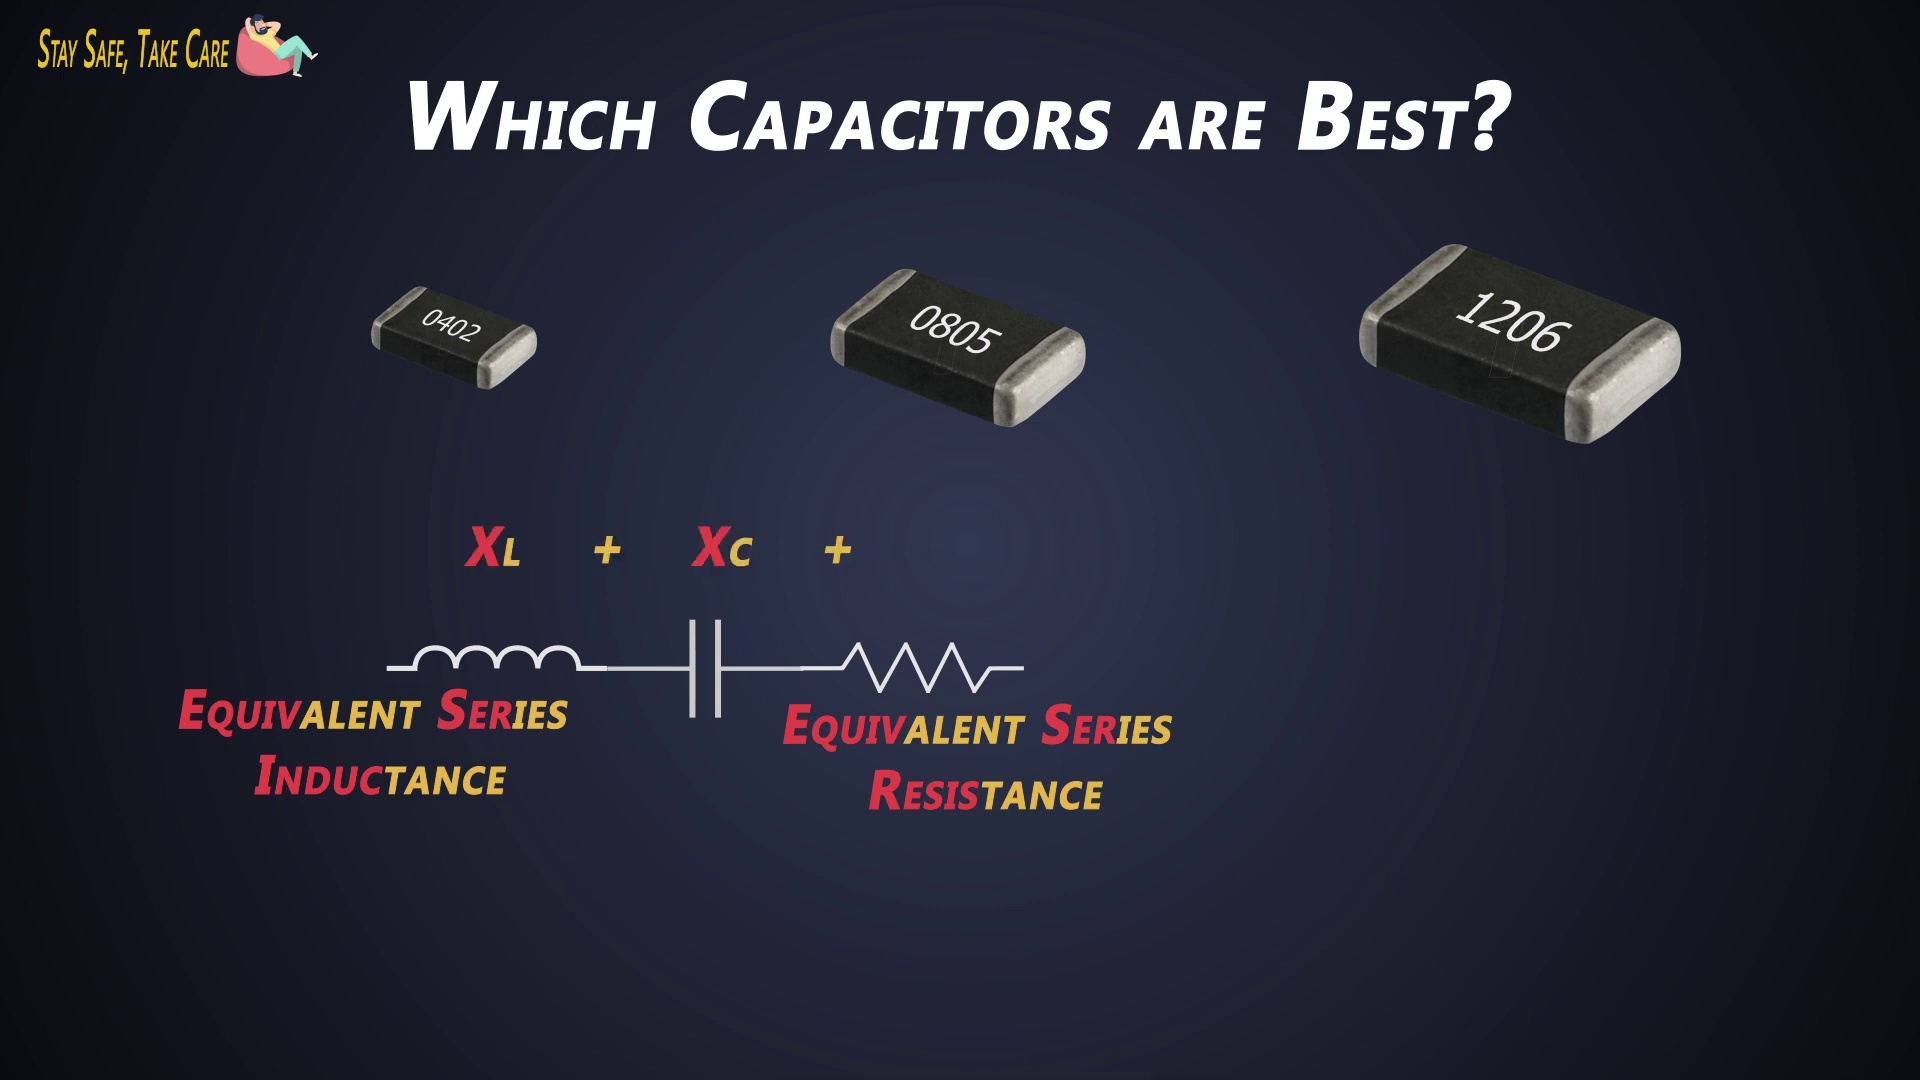 Stay Safe, Take Care
Which Capacitors are Best?
0402
0805
1206
XL + XC +
Equivalent Series
Inductance
Equivalent Series
Resistance